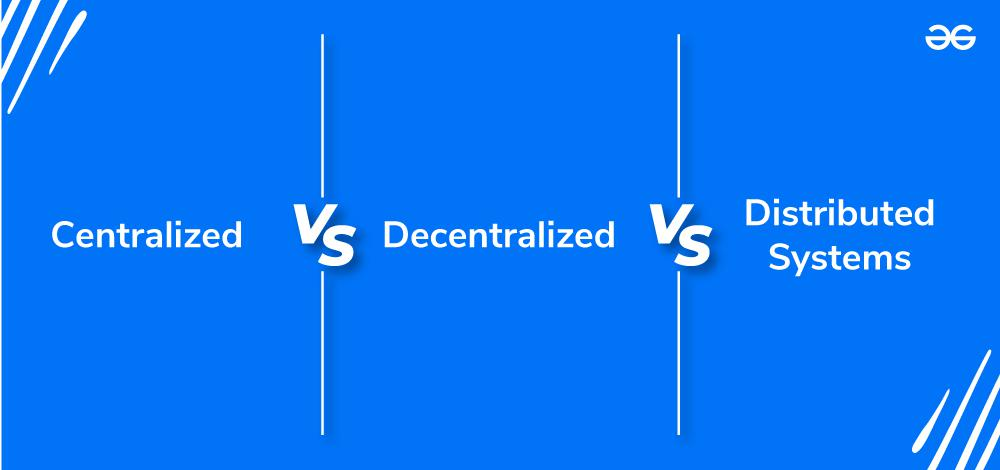 Centralized
VS
Decentralized
VS
Distributed
Systems